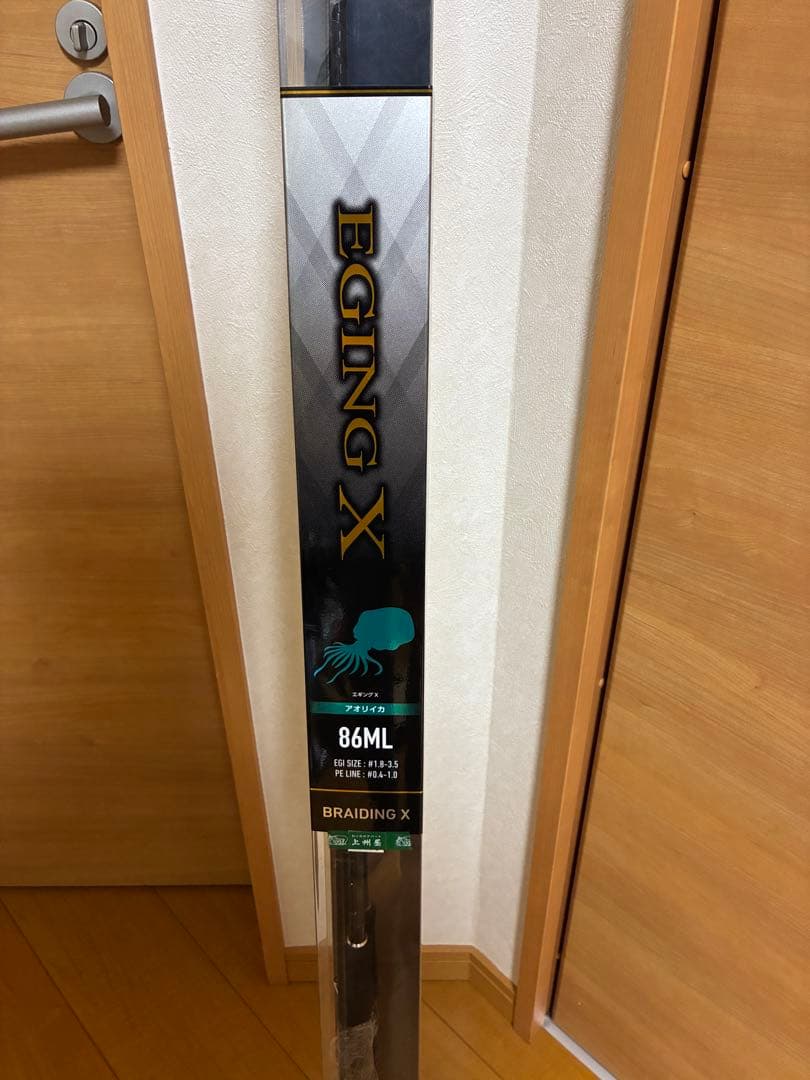 EGING X
エギングX
アオリイカ
86ML
EGI SIZE : #1.8-3.5
PE LINE : #0.4-1.0
BRAIDING X
上州屋